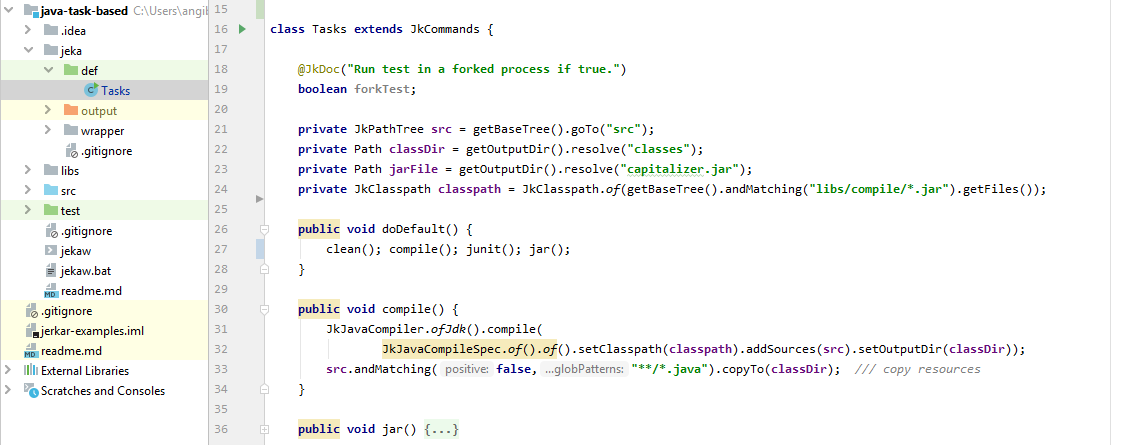 java-task-based C:\Users\angib
.idea
jeka
def
Tasks
output
wrapper
.gitignore
libs
src
test
.gitignore
jekaw
jekaw.bat
readme.md
.gitignore
jerkar-examples.iml
readme.md
External Libraries
Scratches and Consoles
15
16 class Tasks extends JkCommands {
17
18 @JkDoc("Run test in a forked process if true.")
19 boolean forkTest;
20
21 private JkPathTree src = getBaseTree().goTo("src");
22 private Path classDir = getOutputDir().resolve("classes");
23 private Path jarFile = getOutputDir().resolve("capitalizer.jar");
24 private JkClasspath classpath = JkClasspath.of(getBaseTree().andMatching("libs/compile/*.jar").getFiles());
25
26 public void doDefault() {
27 clean(); compile(); junit(); jar();
28 }
29
30 public void compile() {
31 JkJavaCompiler.ofJdk().compile(
32 JkJavaCompileSpec.of().of().setClasspath(classpath).addSources(src).setOutputDir(classDir));
33 src.andMatching( positive: false, ...globPatterns: "**/*.java").copyTo(classDir); /// copy resources
34 }
35
36 public void jar() {...}